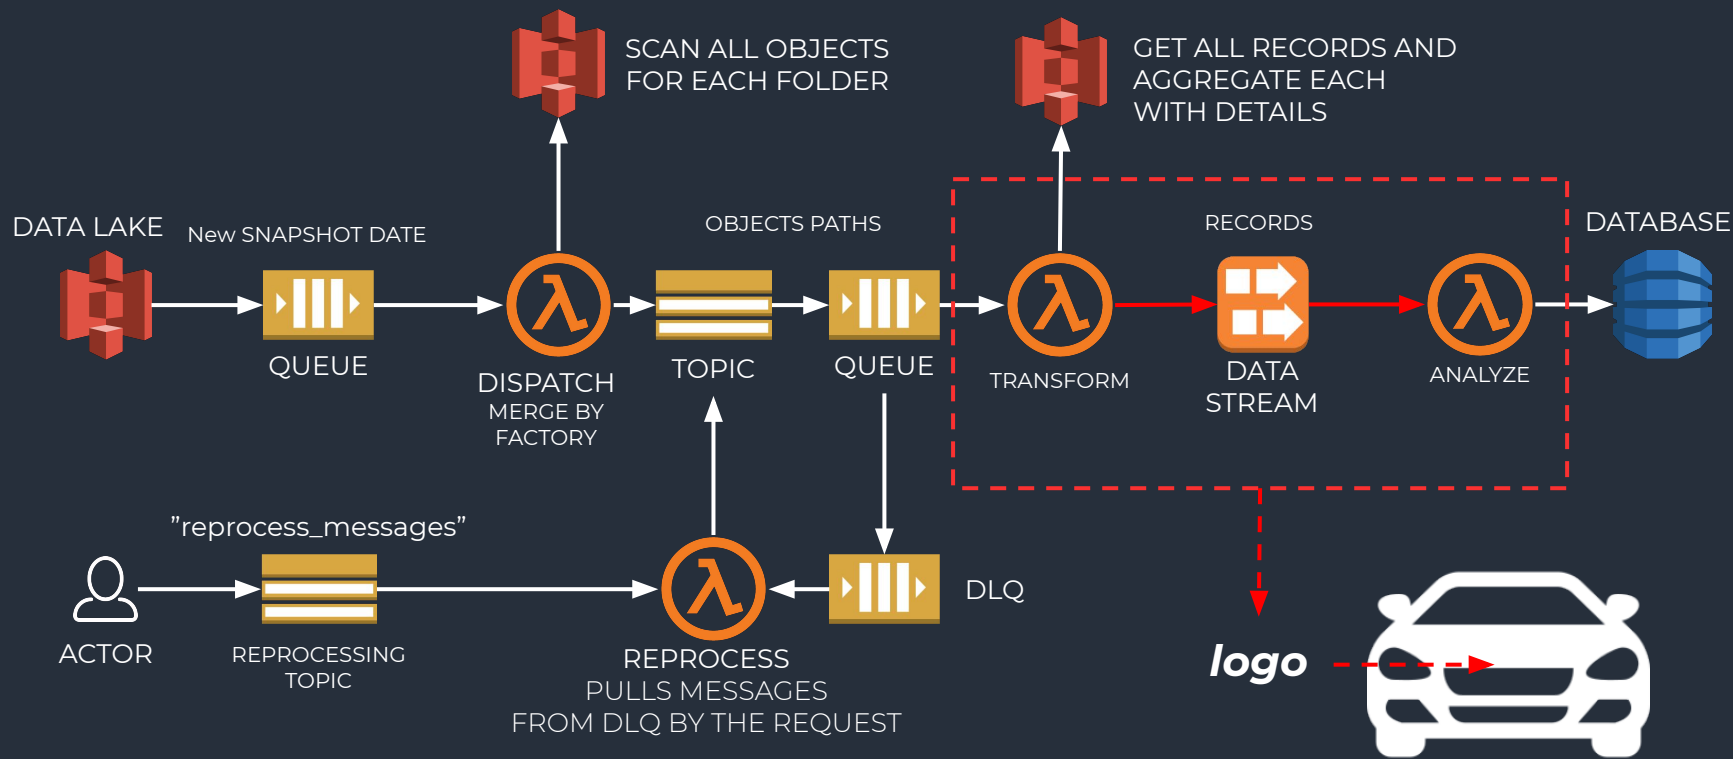 SCAN ALL OBJECTS
FOR EACH FOLDER
GET ALL RECORDS AND
AGGREGATE EACH
WITH DETAILS
DATA LAKE
New SNAPSHOT DATE
OBJECTS PATHS
RECORDS
DATABASE
QUEUE
DISPATCH
MERGE BY
FACTORY
TOPIC
QUEUE
TRANSFORM
DATA
STREAM
ANALYZE
”reprocess_messages”
ACTOR
REPROCESSING
TOPIC
REPROCESS
PULLS MESSAGES
FROM DLQ BY THE REQUEST
DLQ
logo